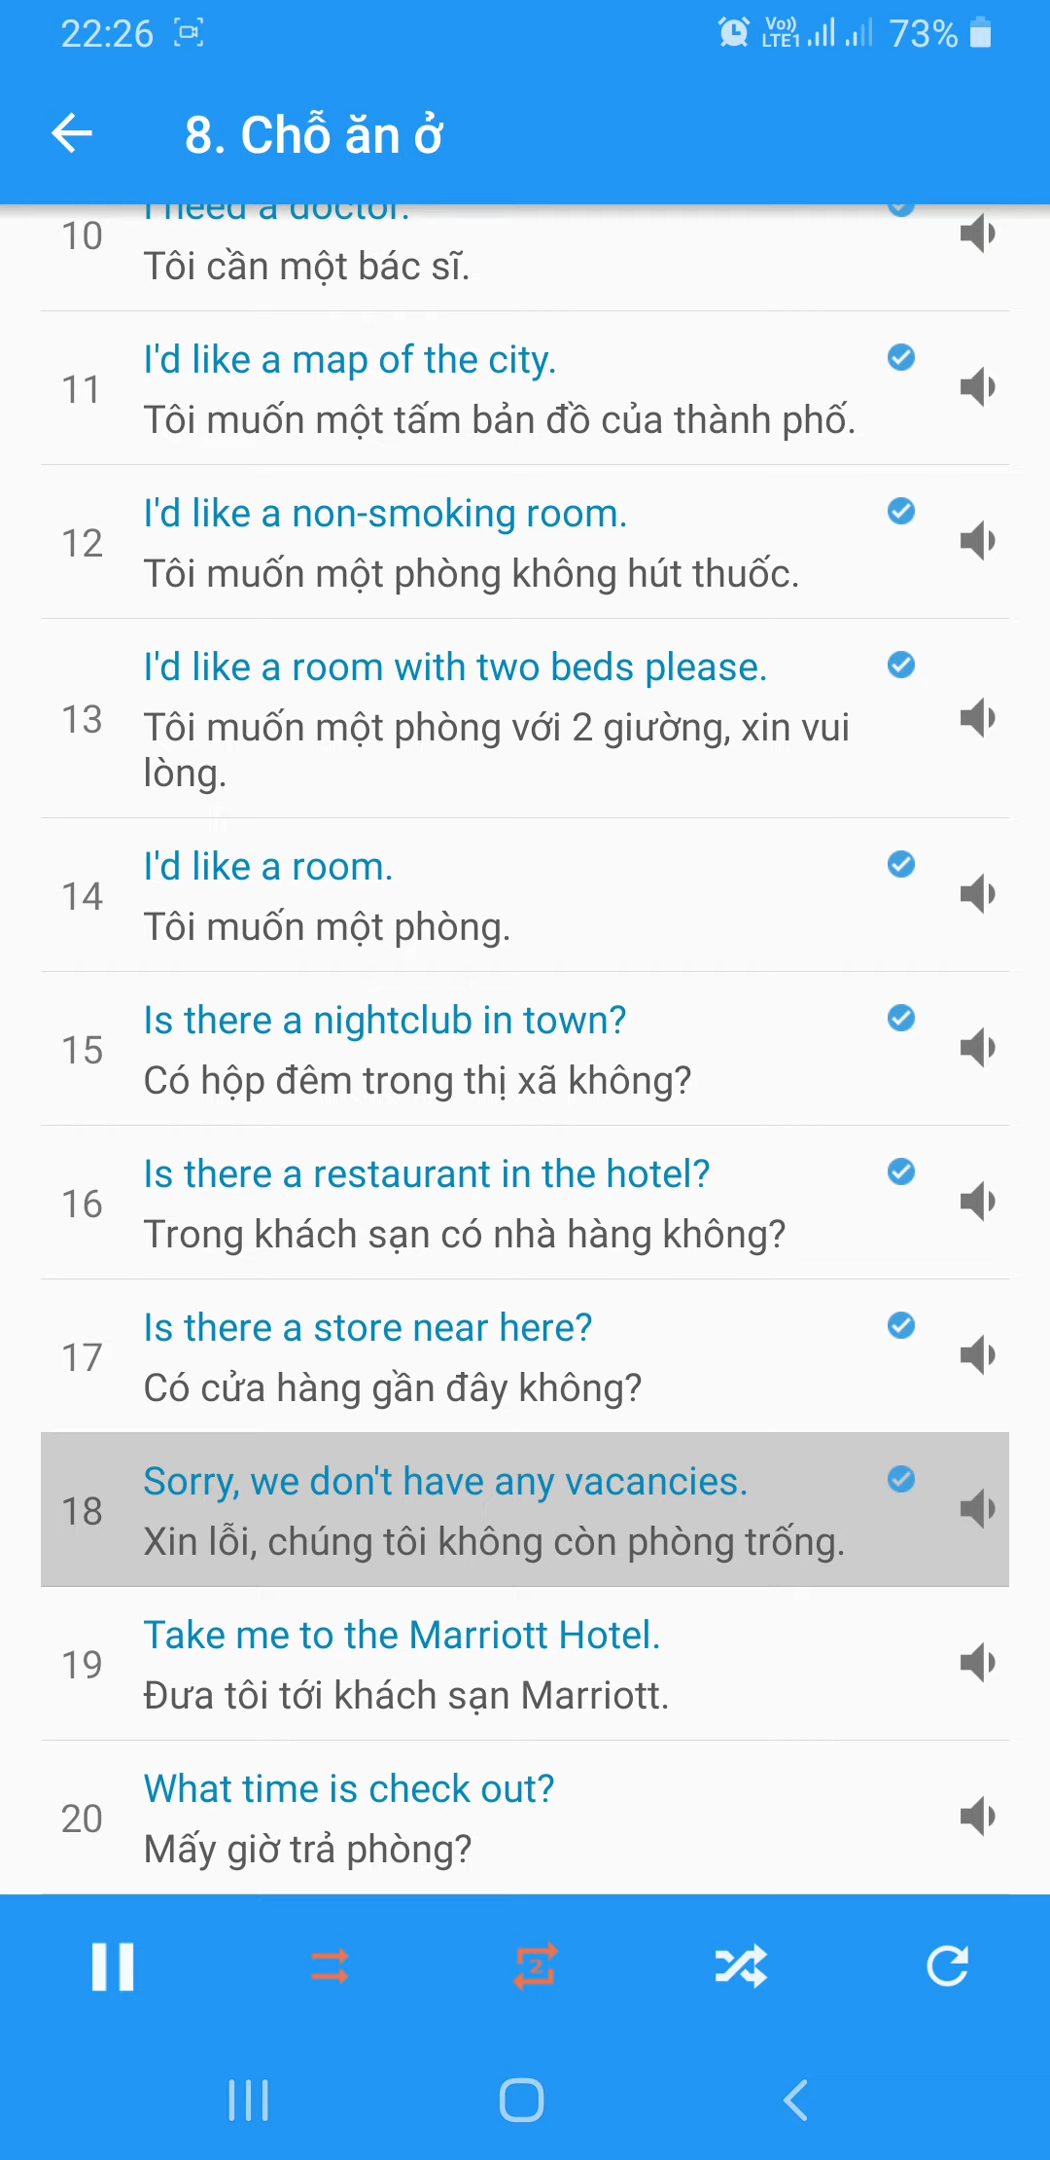 22:26
Vo)) LTE1 73%
8. Chỗ ăn ở
I need a doctor.
10
Tôi cần một bác sĩ.
I'd like a map of the city.
11
Tôi muốn một tấm bản đồ của thành phố.
I'd like a non-smoking room.
12
Tôi muốn một phòng không hút thuốc.
I'd like a room with two beds please.
13
Tôi muốn một phòng với 2 giường, xin vui
lòng.
I'd like a room.
14
Tôi muốn một phòng.
Is there a nightclub in town?
15
Có hộp đêm trong thị xã không?
Is there a restaurant in the hotel?
16
Trong khách sạn có nhà hàng không?
Is there a store near here?
17
Có cửa hàng gần đây không?
Sorry, we don't have any vacancies.
18
Xin lỗi, chúng tôi không còn phòng trống.
Take me to the Marriott Hotel.
19
Đưa tôi tới khách sạn Marriott.
What time is check out?
20
Mấy giờ trả phòng?
2